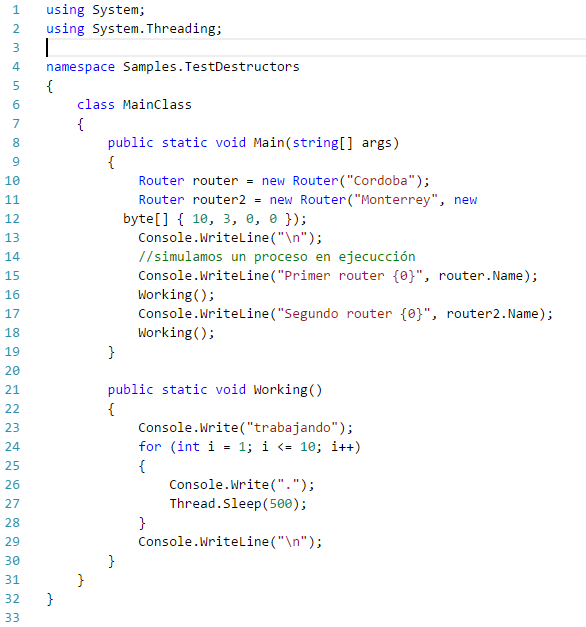 1 using System;
2 using System.Threading;
3
4 namespace Samples.TestDestructors
5 {
6     class MainClass
7     {
8         public static void Main(string[] args)
9         {
10             Router router = new Router("Cordoba");
11             Router router2 = new Router("Monterrey", new
12           byte[] { 10, 3, 0, 0 });
13             Console.WriteLine("\n");
14             //simulamos un proceso en ejecucción
15             Console.WriteLine("Primer router {0}", router.Name);
16             Working();
17             Console.WriteLine("Segundo router {0}", router2.Name);
18             Working();
19         }
20
21         public static void Working()
22         {
23             Console.Write("trabajando");
24             for (int i = 1; i <= 10; i++)
25             {
26                 Console.Write(".");
27                 Thread.Sleep(500);
28             }
29             Console.WriteLine("\n");
30         }
31     }
32 }
33